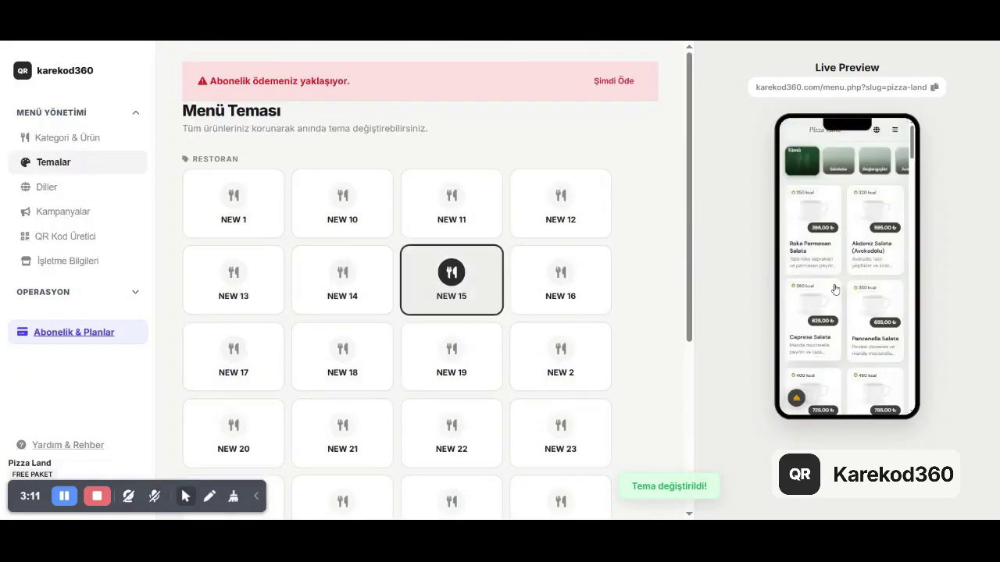 QR karekod360
MENÜ YÖNETİMİ
Kategori & Ürün
Temalar
Diller
Kampanyalar
QR Kod Üretici
İşletme Bilgileri
OPERASYON
Abonelik & Planlar
Yardım & Rehber
Pizza Land
FREE PAKET
3:11
Abonelik ödemeniz yaklaşıyor.
Şimdi Öde
Menü Teması
Tüm ürünleriniz korunarak anında tema değiştirebilirsiniz.
RESTORAN
NEW 1
NEW 10
NEW 11
NEW 12
NEW 13
NEW 14
NEW 15
NEW 16
NEW 17
NEW 18
NEW 19
NEW 2
NEW 20
NEW 21
NEW 22
NEW 23
Tema değiştirildi!
Live Preview
karekod360.com/menu.php?slug=pizza-land
Pizza
Tümü
Salatalar
Başlangıçlar
250 kcal
320 kcal
395,00 ₺
595,00 ₺
Roka Parmesan
Salata
Akdeniz Salata
(Avokadolu)
Taze roka yaprakları
ve parmesan peynir...
Avokado, taze
yeşillikler ve kiraz...
280 kcal
350 kcal
625,00 ₺
655,00 ₺
Caprese Salata
Panzanella Salata
Manda mozzarella
peyniri ve taze...
Pembe domates ve
manda mozzarella...
400 kcal
450 kcal
725,00 ₺
795,00 ₺
QR Karekod360